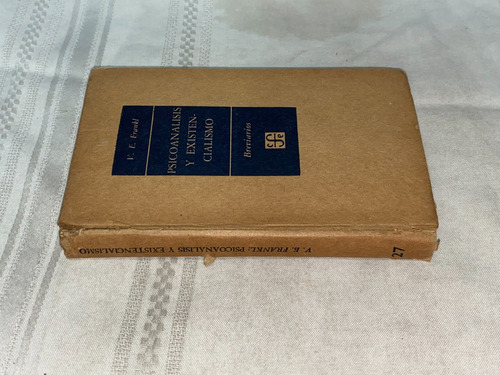 V. E. Frankl
PSICOANALISIS
Y EXISTEN-
CIALISMO
Breviarios
V. E. FRANKL: PSICOANALISIS Y EXISTENCIALISMO
27